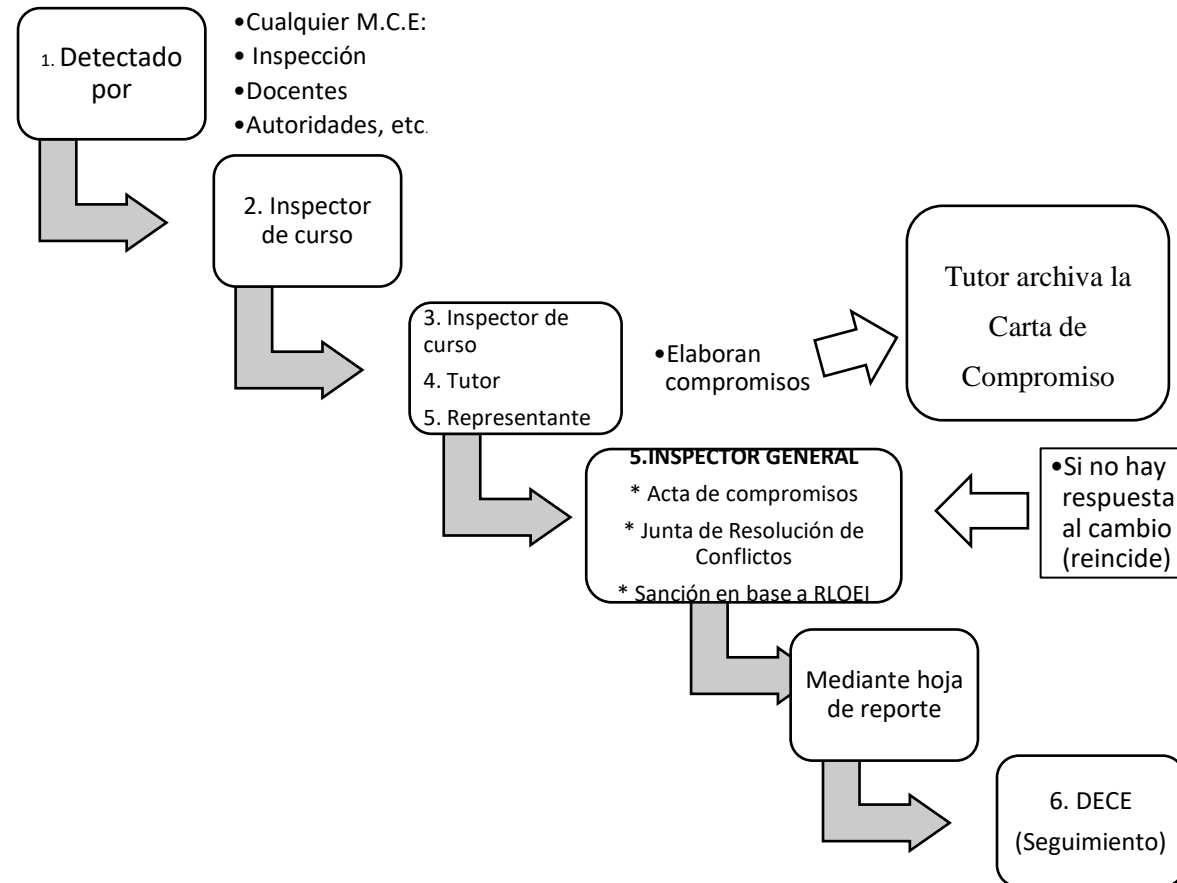 1. Detectado
por
•Cualquier M.C.E:
• Inspección
•Docentes
•Autoridades, etc.
2. Inspector
de curso
3. Inspector de
curso
4. Tutor
5. Representante
•Elaboran
compromisos
Tutor archiva la
Carta de
Compromiso
5.INSPECTOR GENERAL
* Acta de compromisos
* Junta de Resolución de
Conflictos
* Sanción en base a RLOEI
•Si no hay
respuesta
al cambio
(reincide)
Mediante hoja
de reporte
6. DECE
(Seguimiento)